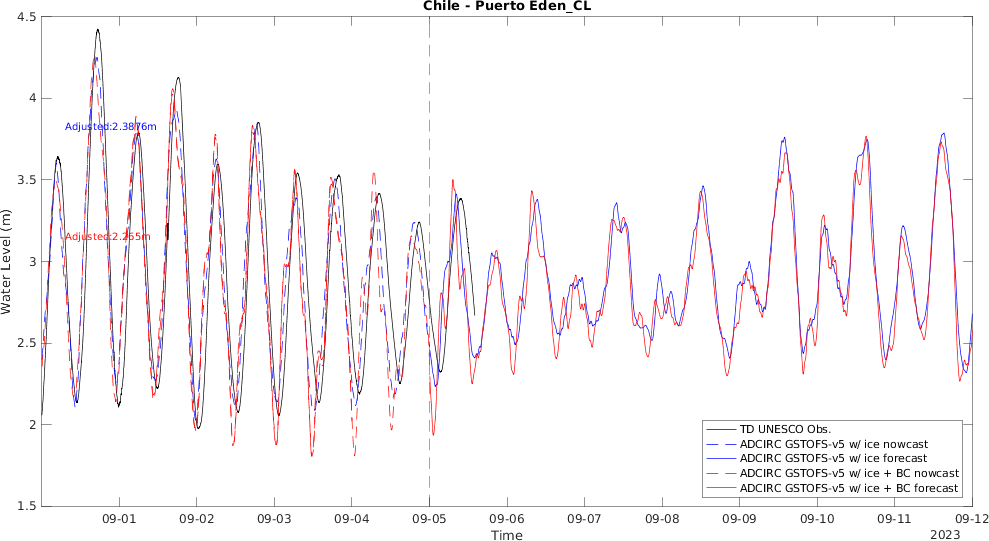 Chile - Puerto Eden_CL
4.5
4
3.5
3
2.5
2
1.5
Water Level (m)
Adjusted:2.3876m
Adjusted:2.265m
TD UNESCO Obs.
ADCIRC GSTOFS-v5 w/ ice nowcast
ADCIRC GSTOFS-v5 w/ ice forecast
ADCIRC GSTOFS-v5 w/ ice + BC nowcast
ADCIRC GSTOFS-v5 w/ ice + BC forecast
09-01 09-02 09-03 09-04 09-05 09-06 09-07 09-08 09-09 09-10 09-11 09-12
Time
2023